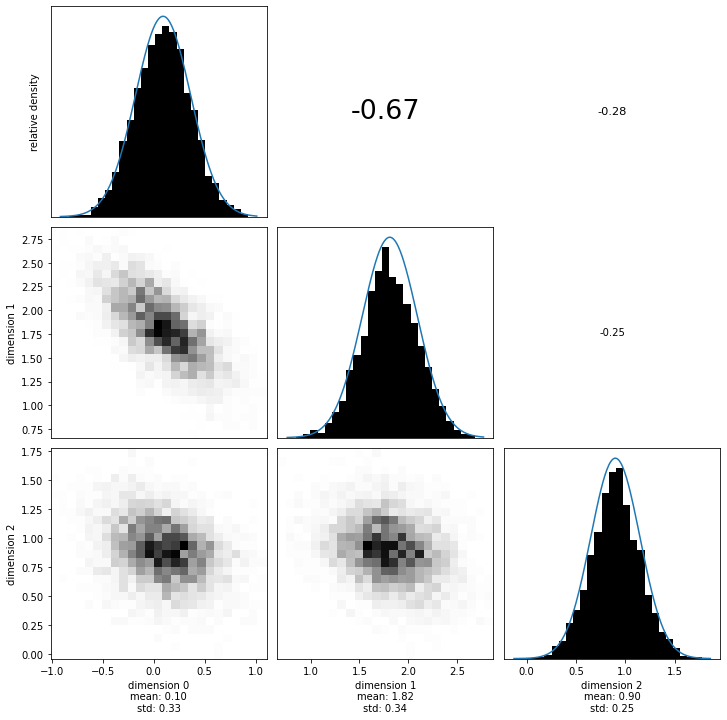 relative density
-0.67
-0.28
dimension 1
2.75
2.50
2.25
2.00
1.75
1.50
1.25
1.00
0.75
-0.25
dimension 2
1.75
1.50
1.25
1.00
0.75
0.50
0.25
0.00
−1.0 −0.5 0.0 0.5 1.0
dimension 0
mean: 0.10
std: 0.33
1.0 1.5 2.0 2.5
dimension 1
mean: 1.82
std: 0.34
0.0 0.5 1.0 1.5
dimension 2
mean: 0.90
std: 0.25